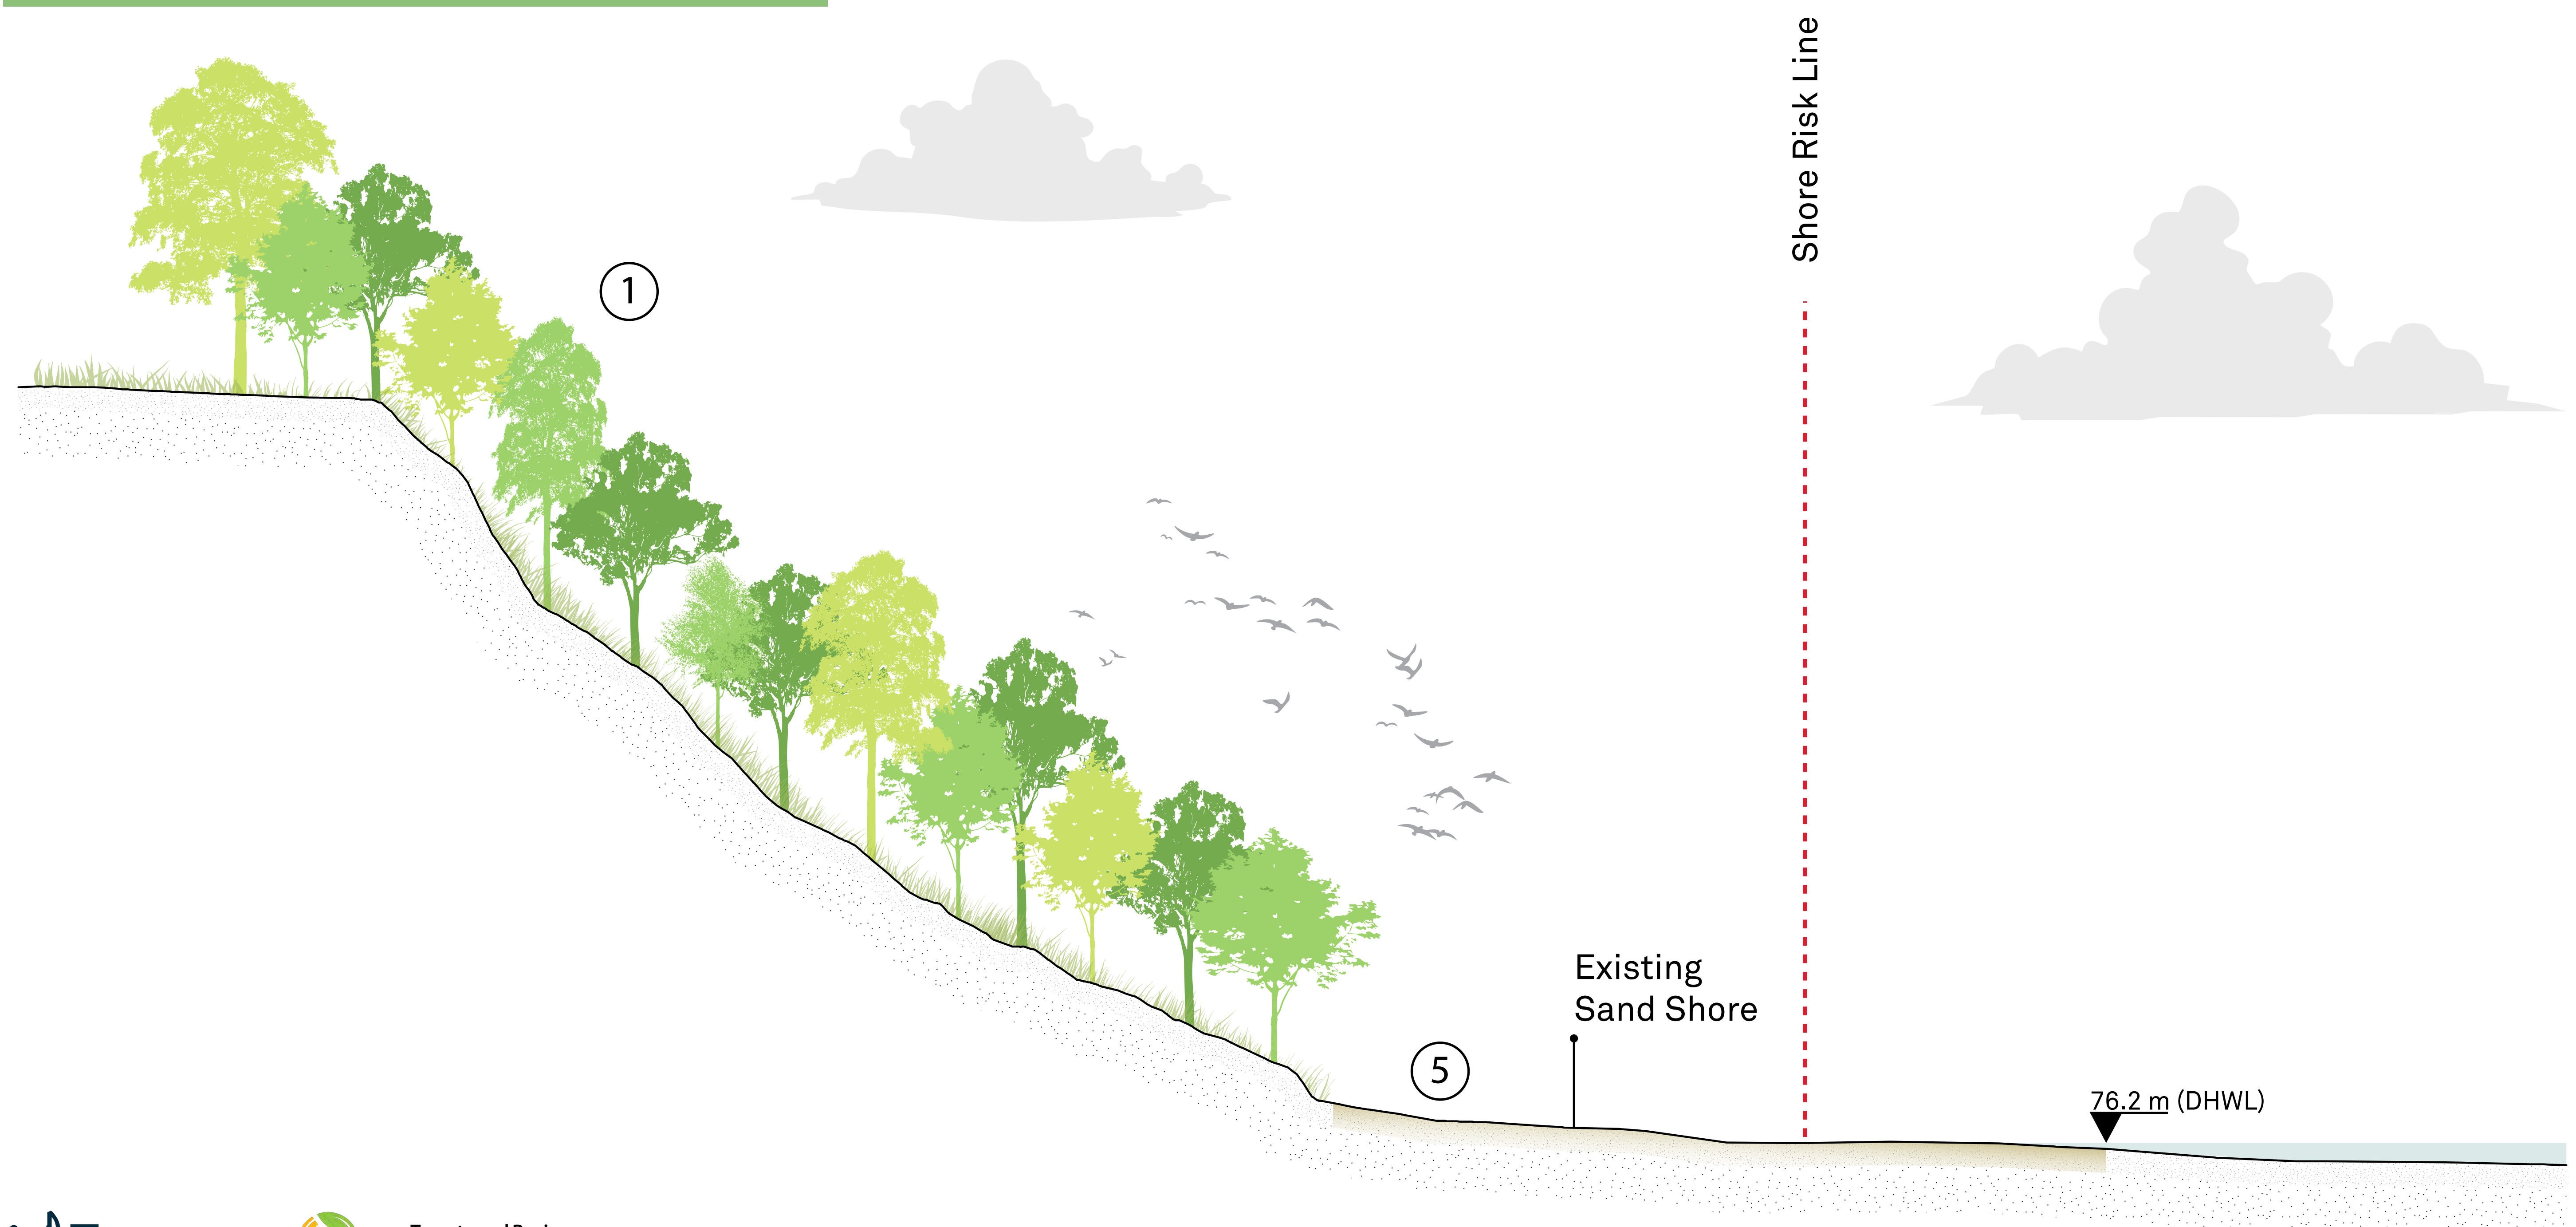 Shore Risk Line
1
Existing
Sand Shore
5
76.2 m (DHWL)